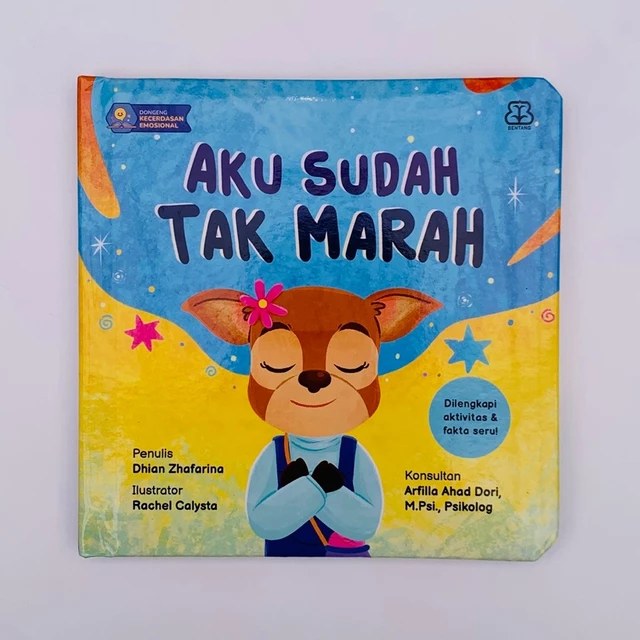 DONGENG
KECERDASAN
EMOSIONAL
BENTANG
AKU SUDAH
TAK MARAH
Dilengkapi
aktivitas &
fakta seru!
Penulis
Dhian Zhafarina
Ilustrator
Rachel Calysta
Konsultan
Arfilla Ahad Dori,
M.Psi., Psikolog